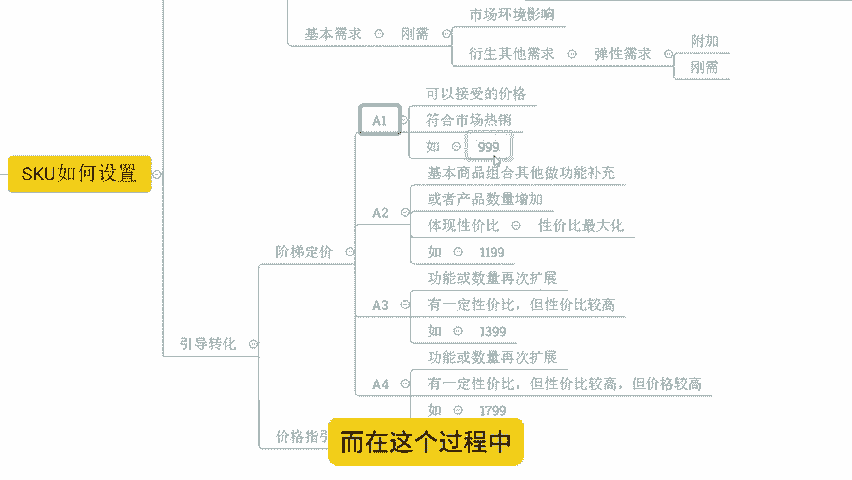 市场环境影响
基本需求
刚需
衍生其他需求
弹性需求
附加
刚需
可以接受的价格
A1
符合市场热销
如
999
SKU如何设置
基本商品组合其他做功能补充
或者产品数量增加
A2
体现性价比
性价比最大化
如
1199
阶梯定价
功能或数量再次扩展
A3
有一定性价比，但性价比较高
如
1399
引导转化
功能或数量再次扩展
A4
有一定性价比，但性价比较高，但价格较高
如
1799
价格指引
而在这个过程中